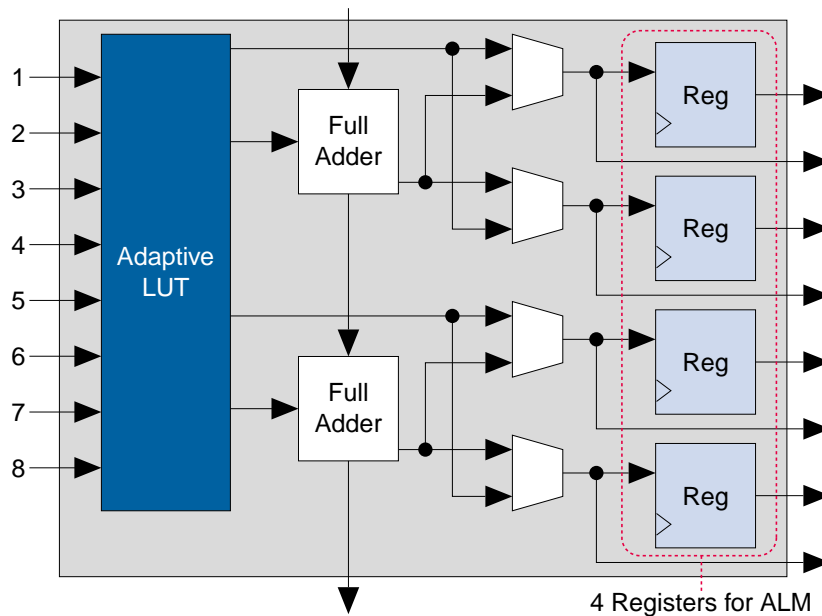 1
2
3
4
5
6
7
8
Adaptive
LUT
Full
Adder
Full
Adder
Reg
Reg
Reg
Reg
4 Registers for ALM